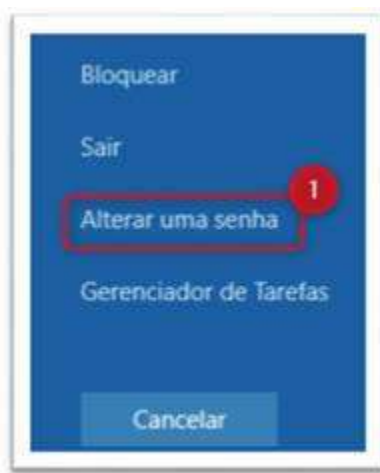 Bloquear
Sair
1
Alterar uma senha
Gerenciador de Tarefas
Cancelar